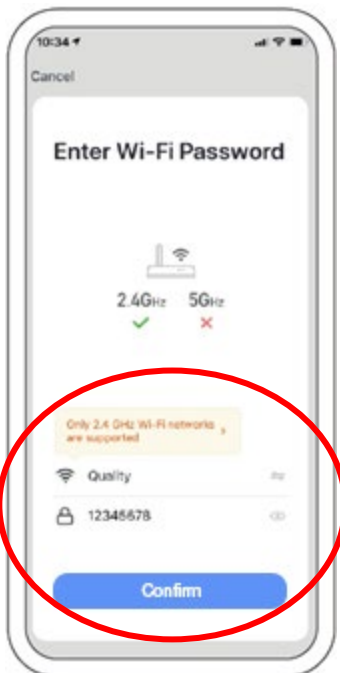 10:34
Cancel
Enter Wi-Fi Password
2.4GHz 5GHz
Only 2.4 GHz Wi-Fi networks
are supported
Quality
12345678
Confirm